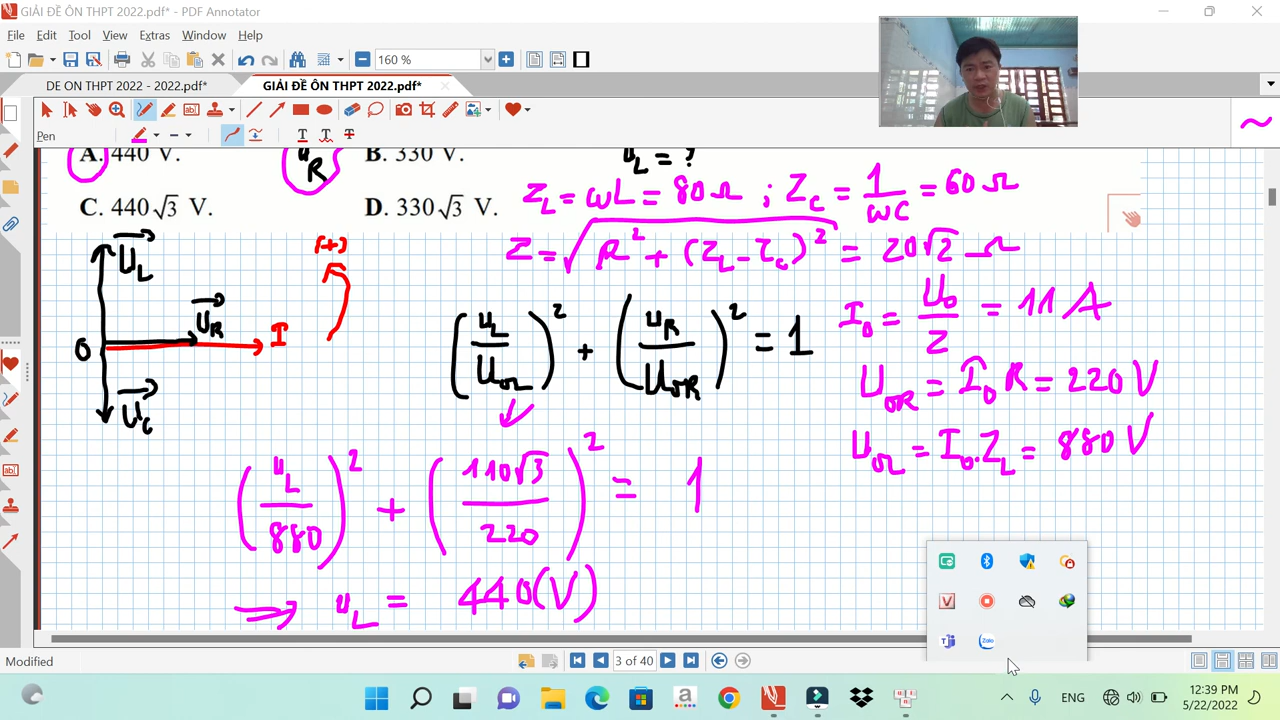 GIẢI ĐỀ ÔN THPT 2022.pdf* - PDF Annotator
File Edit Tool View Extras Window Help
160 %
DE ON THPT 2022 - 2022.pdf*
GIẢI ĐỀ ÔN THPT 2022.pdf*
Pen
A. 440 V.
u_R
B. 330 V.
u_L = ?
C. 440√3 V.
D. 330√3 V.
Z_L = ωL = 80Ω ; Z_C = 1/ωC = 60Ω
Z = √(R² + (Z_L - Z_C)²) = 20√2 Ω
U_L
(+)
U_R
I
O
U_C
(u_L/U_0L)² + (u_R/U_0R)² = 1
I_0 = U_0/Z = 11 A
U_0R = I_0 R = 220 V
U_0L = I_0.Z_L = 880 V
(u_L/880)² + (110√3/220)² = 1
⇒ u_L = 440(V)
Modified
3 of 40
Zalo
ENG
12:39 PM
5/22/2022